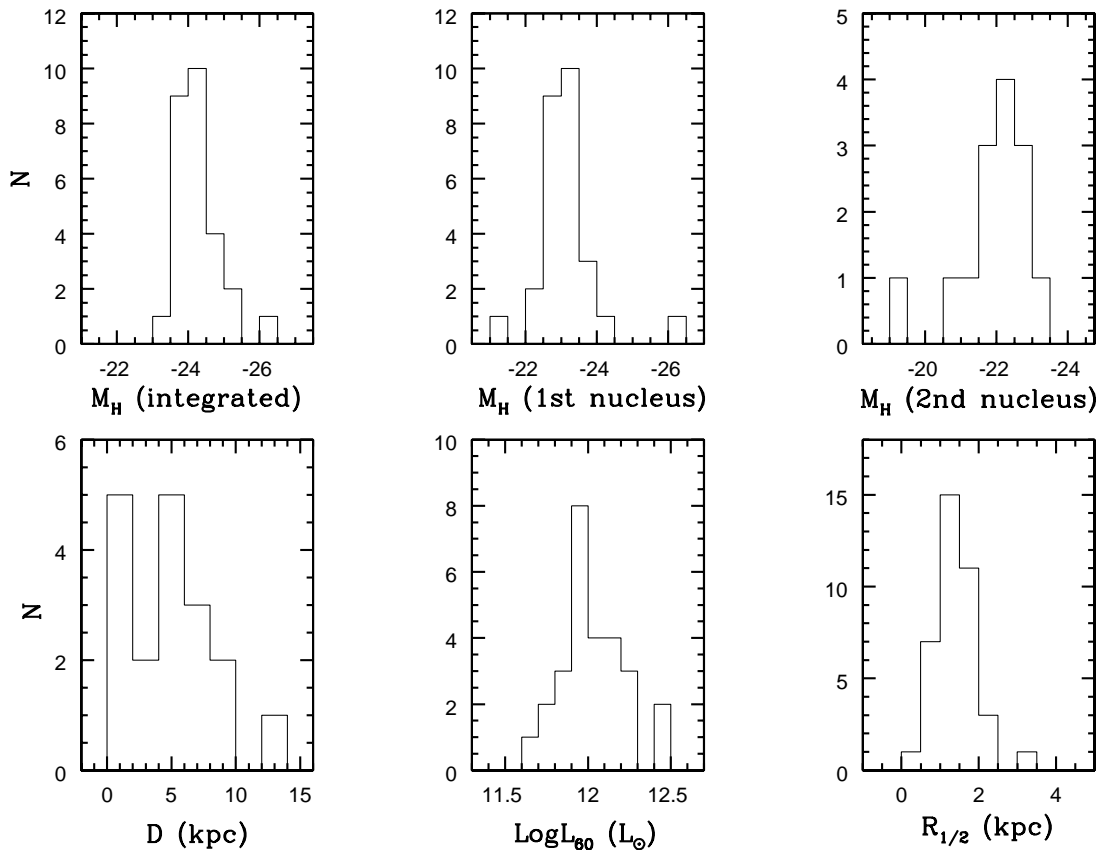 12 10 8 6 4 2 0
N
-22 -24 -26
M_H (integrated)
12 10 8 6 4 2 0
-22 -24 -26
M_H (1st nucleus)
5 4 3 2 1 0
-20 -22 -24
M_H (2nd nucleus)
6 4 2 0
N
0 5 10 15
D (kpc)
10 8 6 4 2 0
11.5 12 12.5
LogL_60 (L_⊙)
15 10 5 0
0 2 4
R_1/2 (kpc)